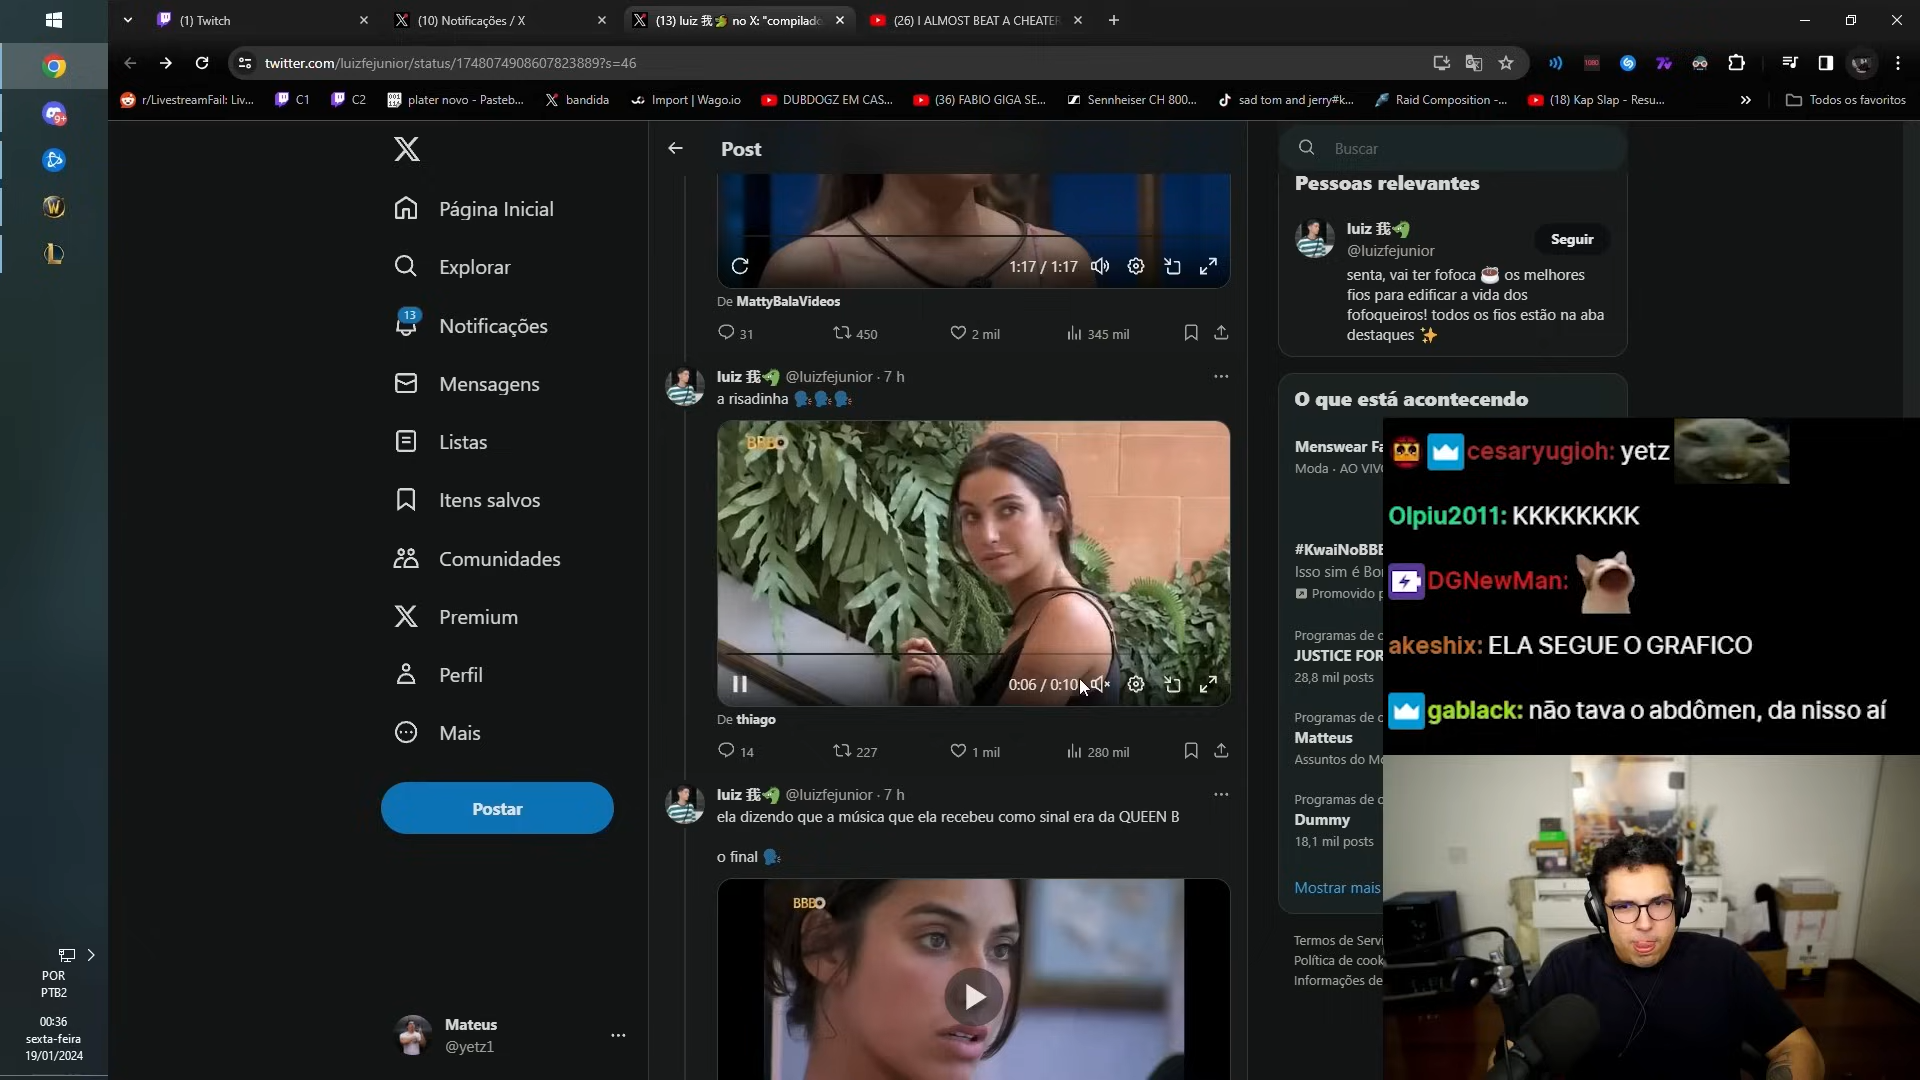 (1) Twitch
(10) Notificações / X
(13) luiz 我 no X: "compilado
(26) I ALMOST BEAT A CHEATER
twitter.com/luizfejunior/status/1748074908607823889?s=46
1080
r/LivestreamFail: Liv...
C1
C2
plater novo - Pasteb...
bandida
Import | Wago.io
DUBDOGZ EM CAS...
(36) FABIO GIGA SE...
Sennheiser CH 800...
sad tom and jerry#k...
Raid Composition -...
(18) Kap Slap - Resu...
Todos os favoritos
9+
Página Inicial
Explorar
13
Notificações
Mensagens
Listas
Itens salvos
Comunidades
Premium
Perfil
Mais
Postar
Mateus
@yetz1
POR
PTB2
00:36
sexta-feira
19/01/2024
Post
1:17 / 1:17
De MattyBalaVideos
31
450
2 mil
345 mil
luiz 我 @luizfejunior · 7 h
a risadinha 🗣️🗣️🗣️
BBB
0:06 / 0:10
De thiago
14
227
1 mil
280 mil
luiz 我 @luizfejunior · 7 h
ela dizendo que a música que ela recebeu como sinal era da QUEEN B
o final 🗣️
BBB
Buscar
Pessoas relevantes
luiz 我
@luizfejunior
Seguir
senta, vai ter fofoca ☕ os melhores
fios para edificar a vida dos
fofoqueiros! todos os fios estão na aba
destaques ✨
O que está acontecendo
Menswear Fa
Moda · AO VIV
#KwaiNoBBB
Isso sim é Bo
Promovido p
Programas de
JUSTICE FOR
28,8 mil posts
Programas de
Matteus
Assuntos do Mo
Programas de
Dummy
18,1 mil posts
Mostrar mais
Termos de Servi
Política de cook
Informações de
cesaryugioh: yetz
Olpiu2011: KKKKKKKK
DGNewMan:
akeshix: ELA SEGUE O GRAFICO
gablack: não tava o abdômen, da nisso aí